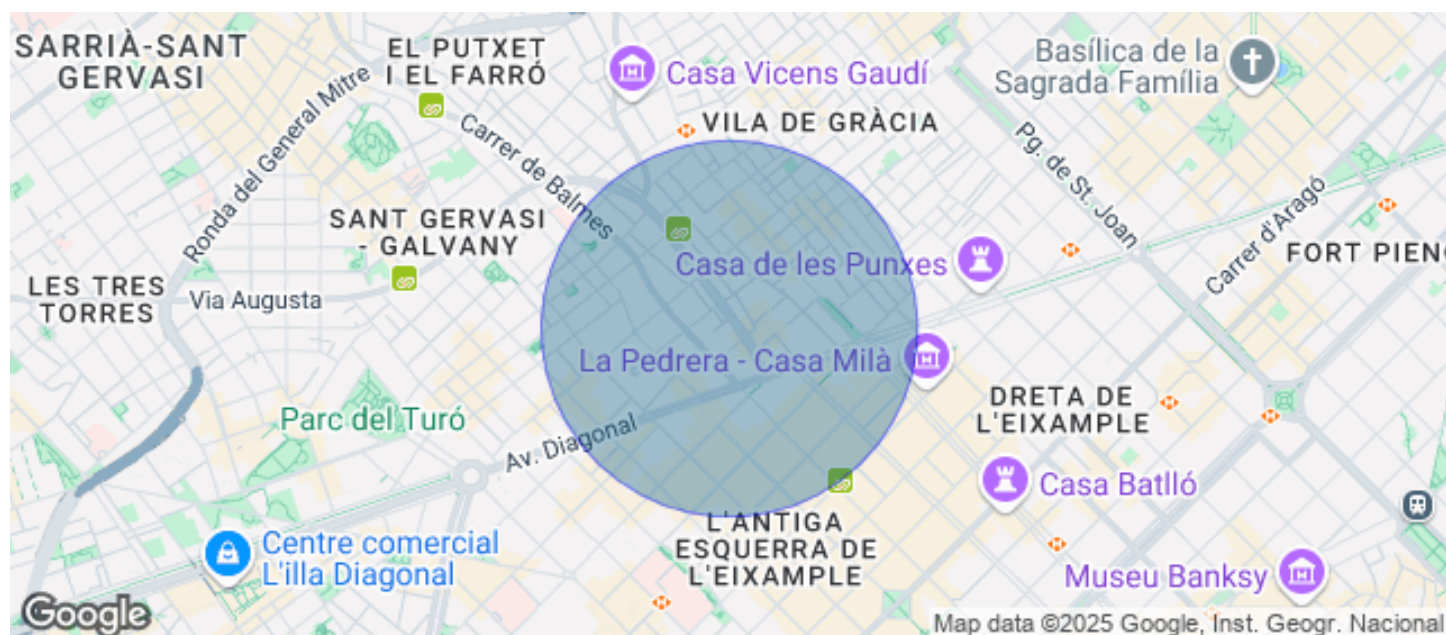 SARRIÀ-SANT
GERVASI
EL PUTXET
I EL FARRÓ
Casa Vicens Gaudí
Basílica de la
Sagrada Família
VILA DE GRÀCIA
Ronda del General Mitre
Carrer de Balmes
Pg. de St. Joan
Carrer d'Aragó
SANT GERVASI
- GALVANY
Casa de les Punxes
FORT PIENC
LES TRES
TORRES
Via Augusta
La Pedrera - Casa Milà
DRETA DE
L'EIXAMPLE
Parc del Turó
Av. Diagonal
Casa Batlló
L'ANTIGA
ESQUERRA DE
L'EIXAMPLE
Centre comercial
L'illa Diagonal
Museu Banksy
Google
Map data ©2025 Google, Inst. Geogr. Nacional